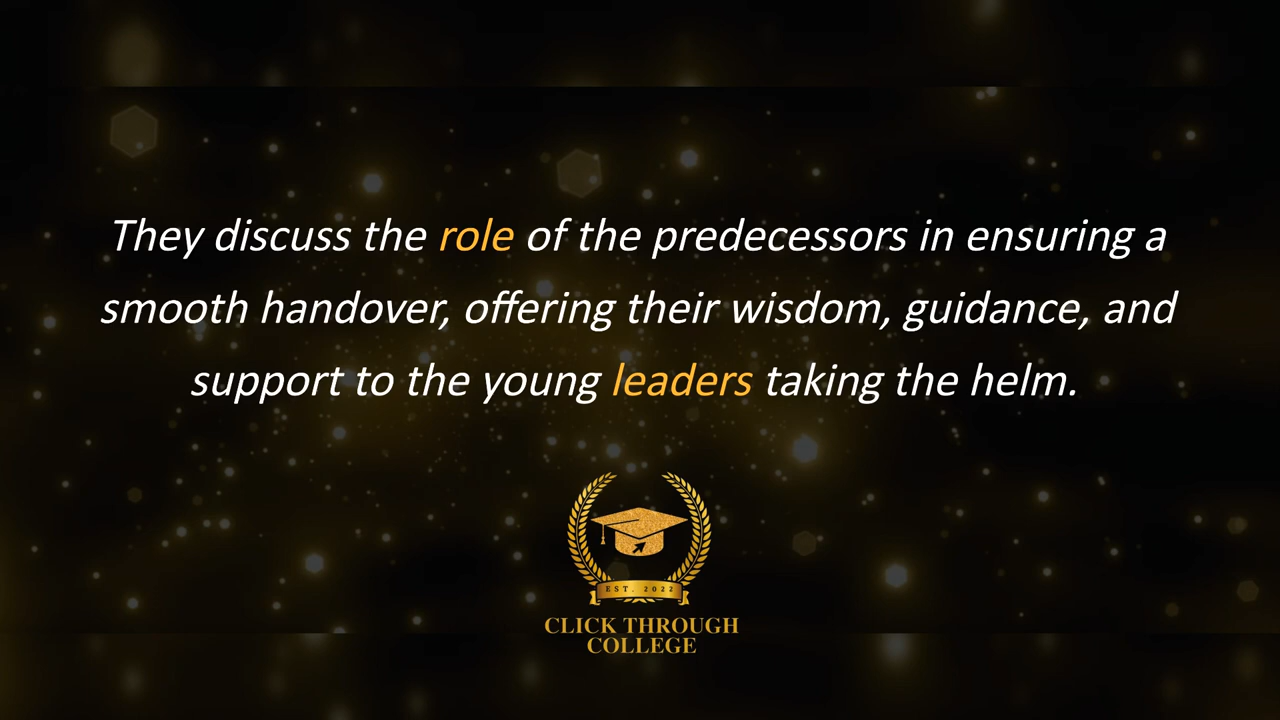 They discuss the role of the predecessors in ensuring a
smooth handover, offering their wisdom, guidance, and
support to the young leaders taking the helm.
EST. 2022
CLICK THROUGH
COLLEGE